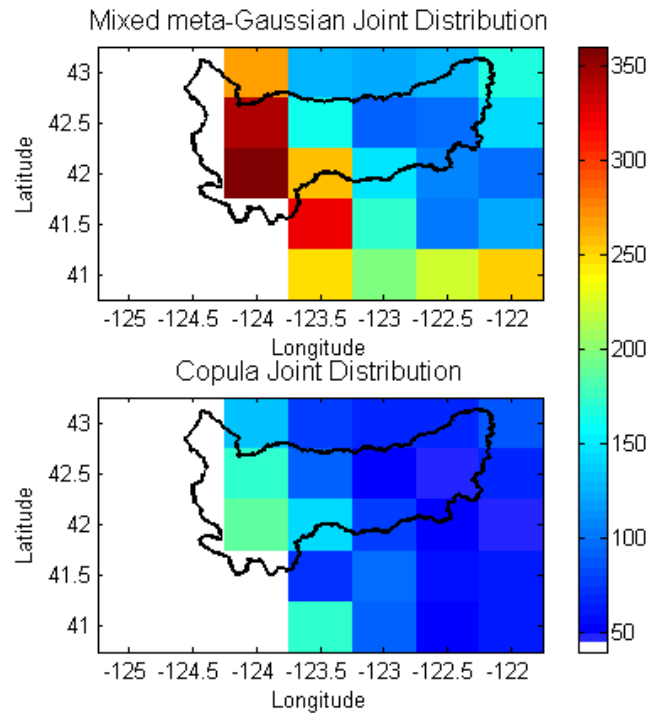 Mixed meta-Gaussian Joint Distribution
43
42.5
42
41.5
41
Latitude
-125 -124.5 -124 -123.5 -123 -122.5 -122
Longitude
Copula Joint Distribution
43
42.5
42
41.5
41
Latitude
-125 -124.5 -124 -123.5 -123 -122.5 -122
Longitude
350
300
250
200
150
100
50